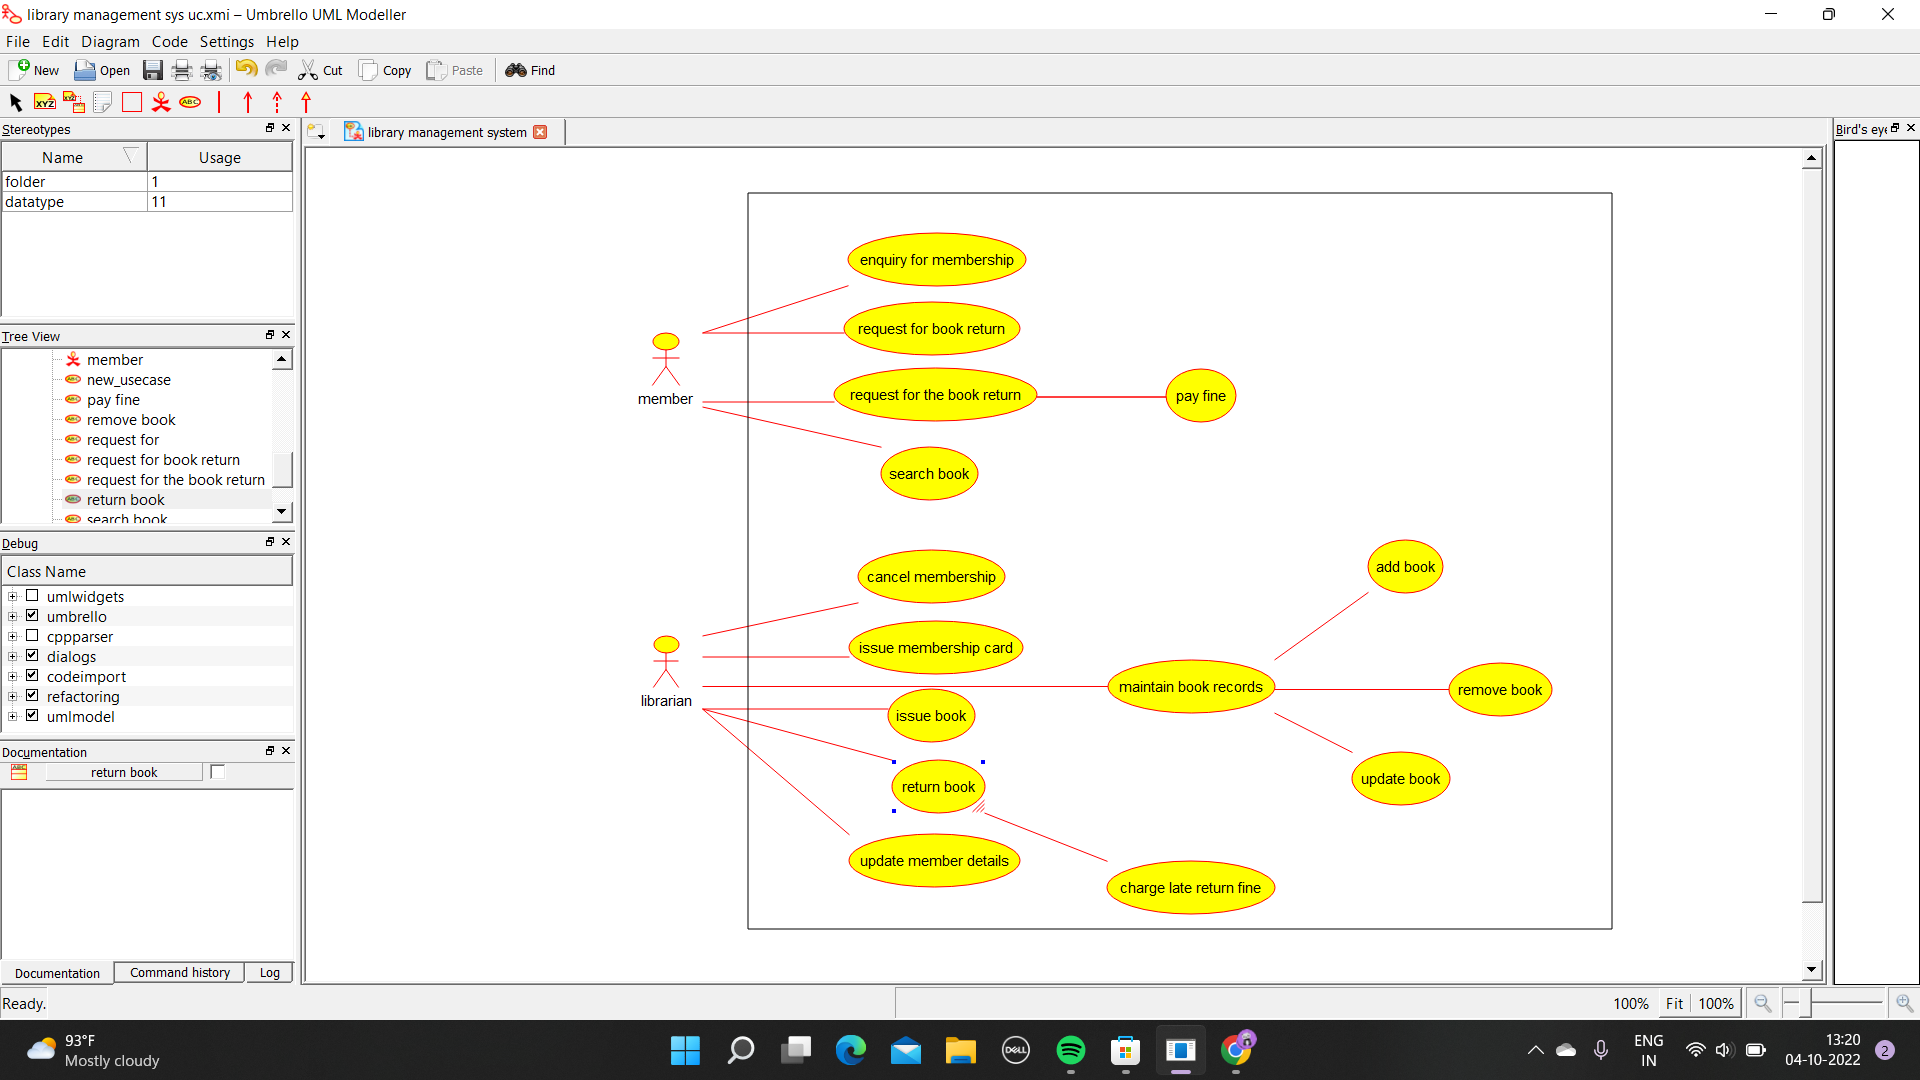 library management sys uc.xmi – Umbrello UML Modeller
File Edit Diagram Code Settings Help
New Open Cut Copy Paste Find
XYZ XYZ ABC
Stereotypes
Name Usage
folder 1
datatype 11
Tree View
member
new_usecase
pay fine
remove book
request for
request for book return
request for the book return
return book
search book
Debug
Class Name
umlwidgets
umbrello
cppparser
dialogs
codeimport
refactoring
umlmodel
Documentation
return book
Documentation Command history Log
Ready.
library management system
Bird's eye
enquiry for membership
request for book return
member
request for the book return
pay fine
search book
cancel membership
add book
issue membership card
librarian
maintain book records
remove book
issue book
return book
update book
update member details
charge late return fine
100% Fit 100%
93°F
Mostly cloudy
DELL
ENG
IN
13:20
04-10-2022
2